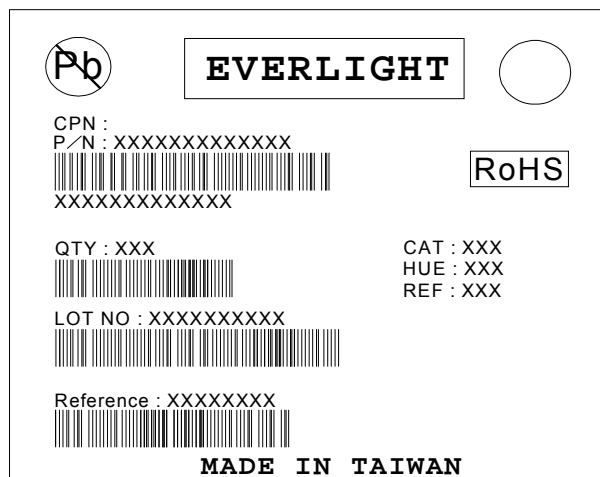 Pb
EVERLIGHT
CPN :
P/N : XXXXXXXXXXXXX
RoHS
XXXXXXXXXXXXX
QTY : XXX
CAT : XXX
HUE : XXX
REF : XXX
LOT NO : XXXXXXXXXX
Reference : XXXXXXXX
MADE IN TAIWAN